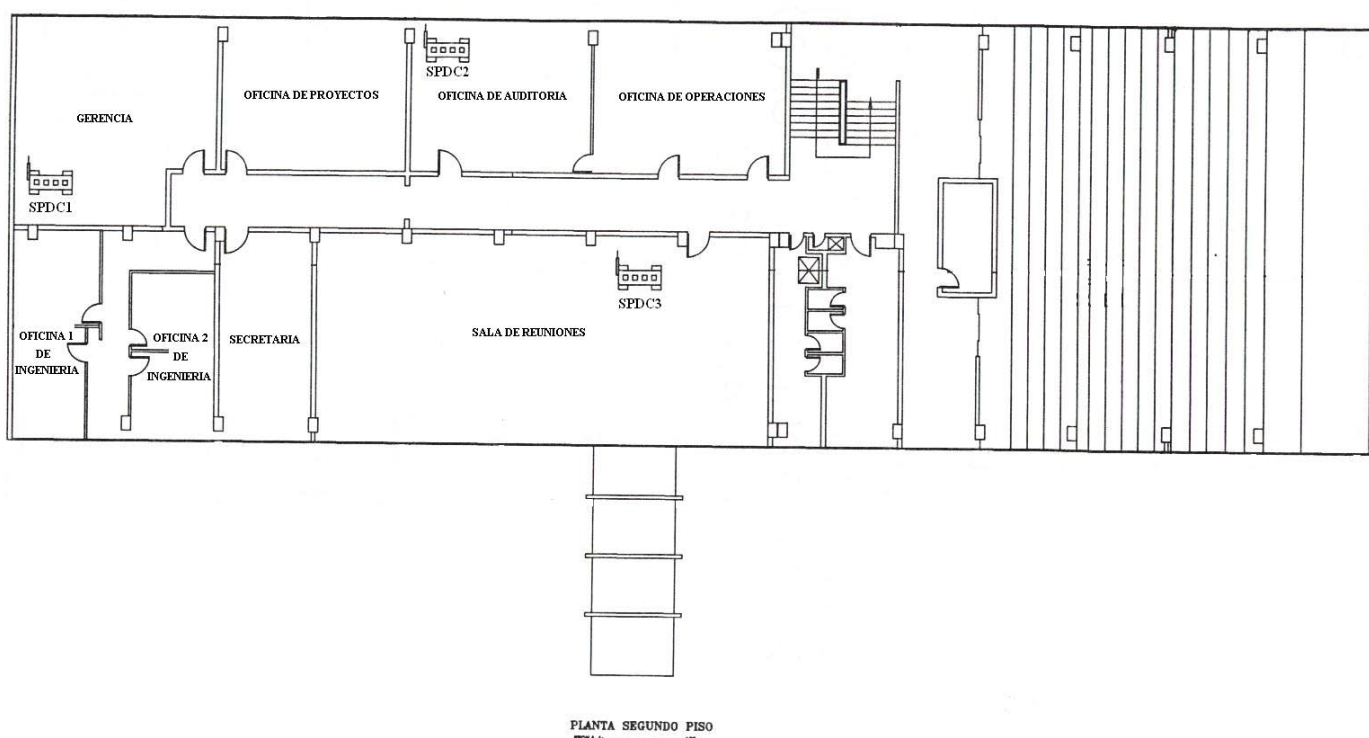 SPDC2
OFICINA DE PROYECTOS
OFICINA DE AUDITORIA
OFICINA DE OPERACIONES
GERENCIA
SPDC1
SPDC3
OFICINA 1
DE
INGENIERIA
OFICINA 2
DE
INGENIERIA
SECRETARIA
SALA DE REUNIONES
PLANTA SEGUNDO PISO